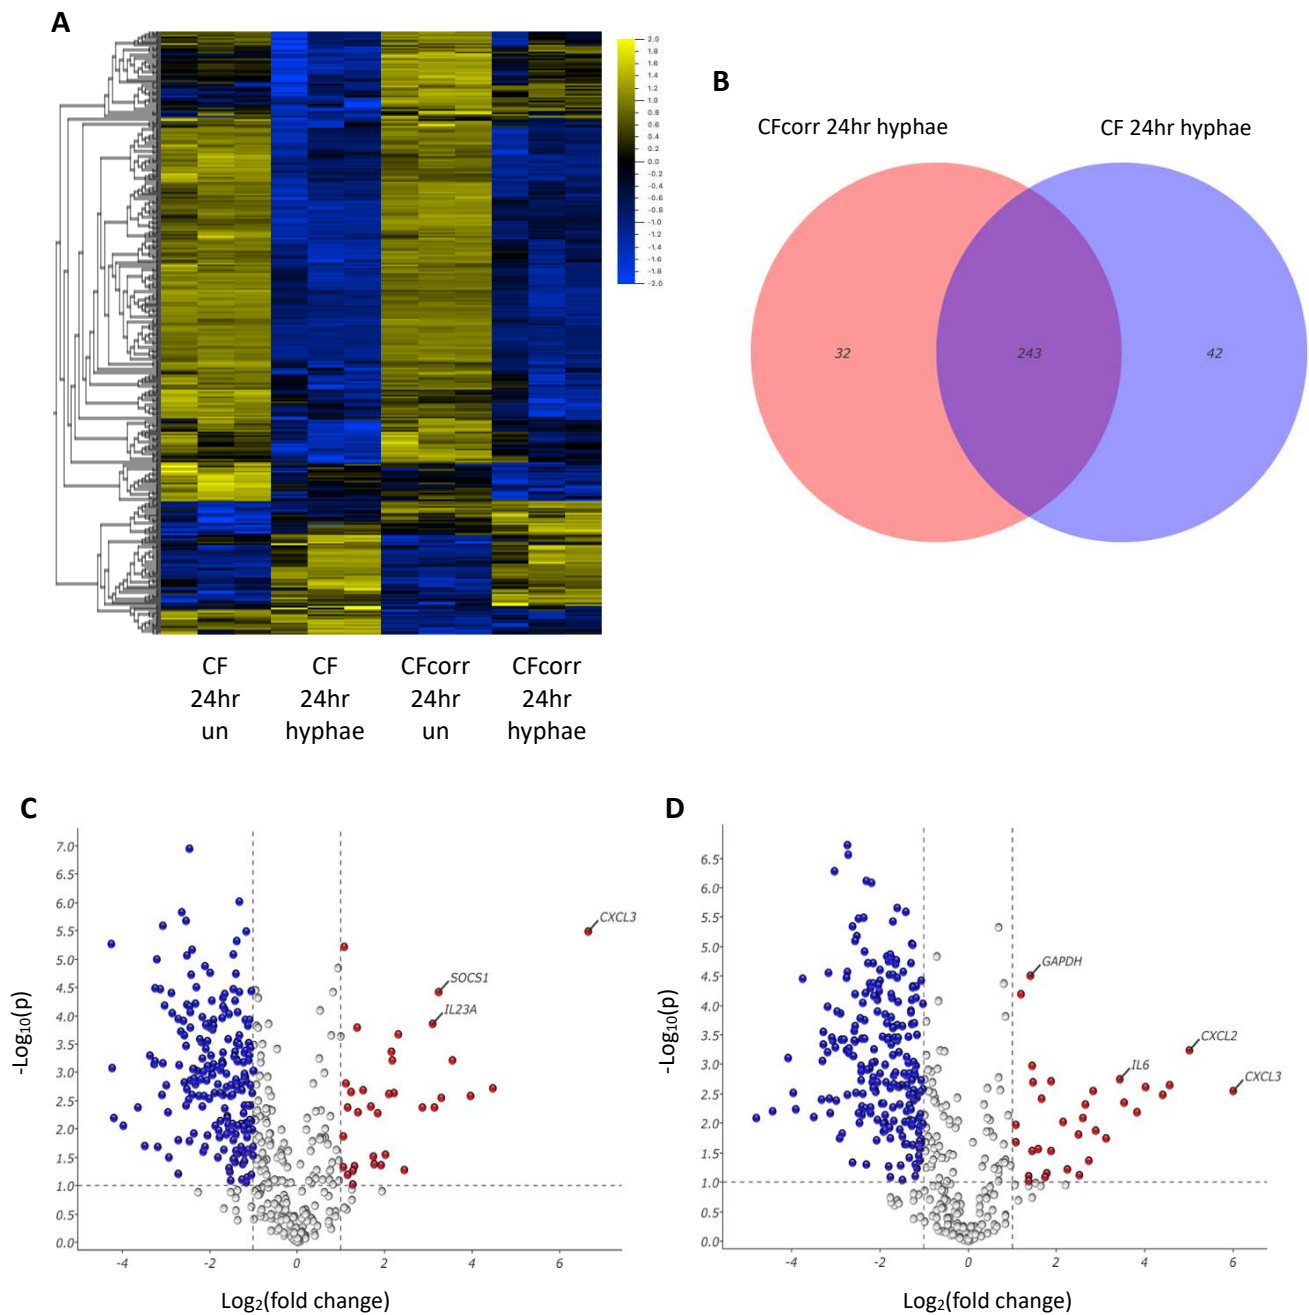 A
2.0
1.8
1.6
1.4
1.2
1.0
0.8
0.6
0.4
0.2
0.0
-0.2
-0.4
-0.6
-0.8
-1.0
-1.2
-1.4
-1.6
-1.8
-2.0
CF
24hr
un
CF
24hr
hyphae
CFcorr
24hr
un
CFcorr
24hr
hyphae
B
CFcorr 24hr hyphae
CF 24hr hyphae
32
243
42
C
7.0
6.5
6.0
5.5
5.0
4.5
4.0
3.5
3.0
2.5
2.0
1.5
1.0
0.5
0.0
-Log10(p)
CXCL3
SOCS1
IL23A
-4 -2 0 2 4 6
Log2(fold change)
D
6.5
6.0
5.5
5.0
4.5
4.0
3.5
3.0
2.5
2.0
1.5
1.0
0.5
0.0
-Log10(p)
GAPDH
CXCL2
IL6
CXCL3
-4 -2 0 2 4 6
Log2(fold change)